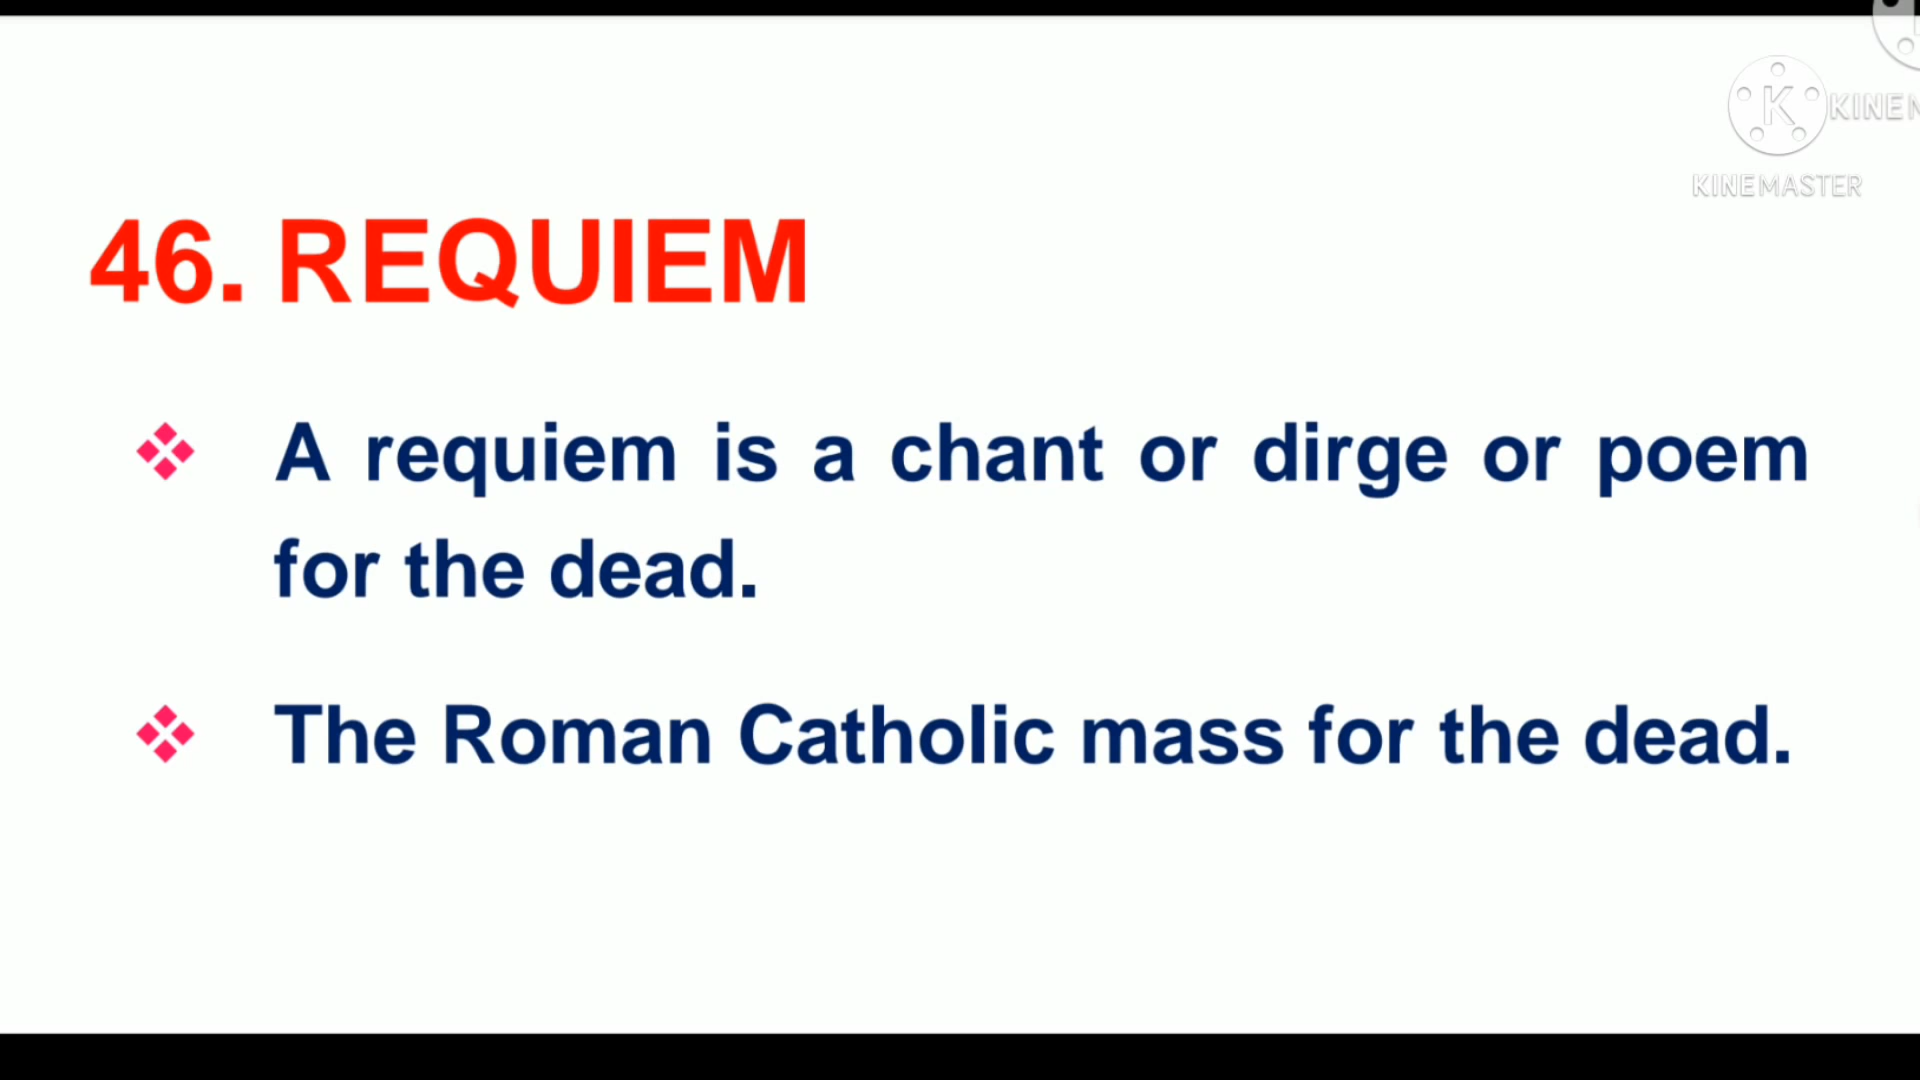 K KINEM
KINEMASTER
46. REQUIEM
A requiem is a chant or dirge or poem
for the dead.
The Roman Catholic mass for the dead.